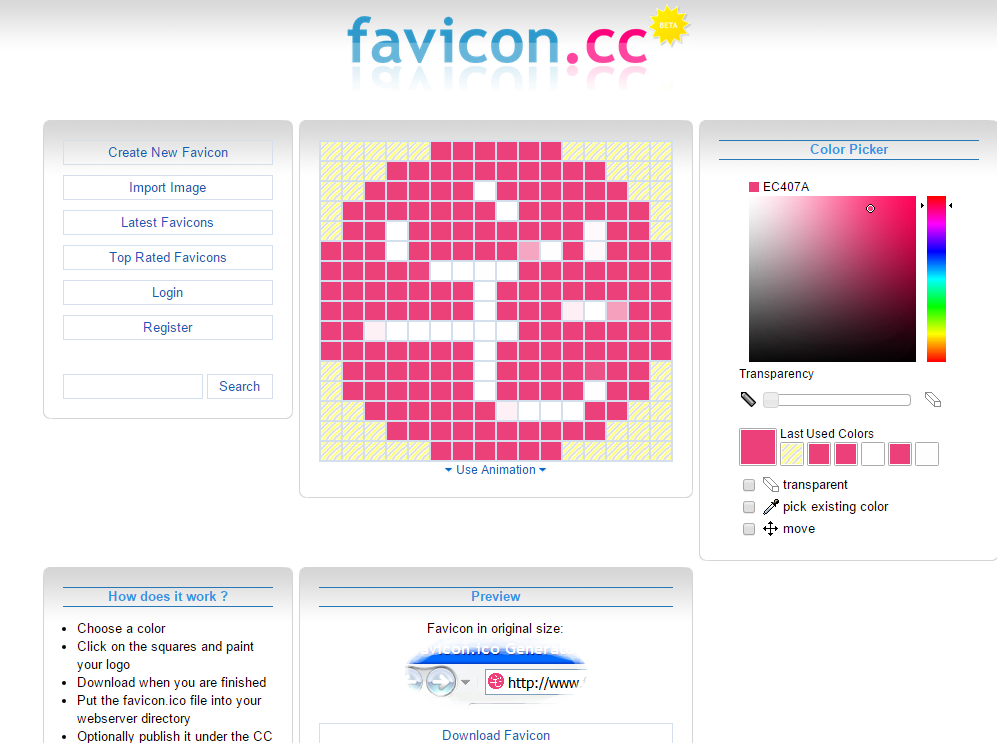 favicon.cc
BETA
Create New Favicon
Import Image
Latest Favicons
Top Rated Favicons
Login
Register
Search
Use Animation
Color Picker
EC407A
Transparency
Last Used Colors
transparent
pick existing color
move
How does it work ?
Choose a color
Click on the squares and paint
your logo
Download when you are finished
Put the favicon.ico file into your
webserver directory
Optionally publish it under the CC
Preview
Favicon in original size:
http://www.
Download Favicon